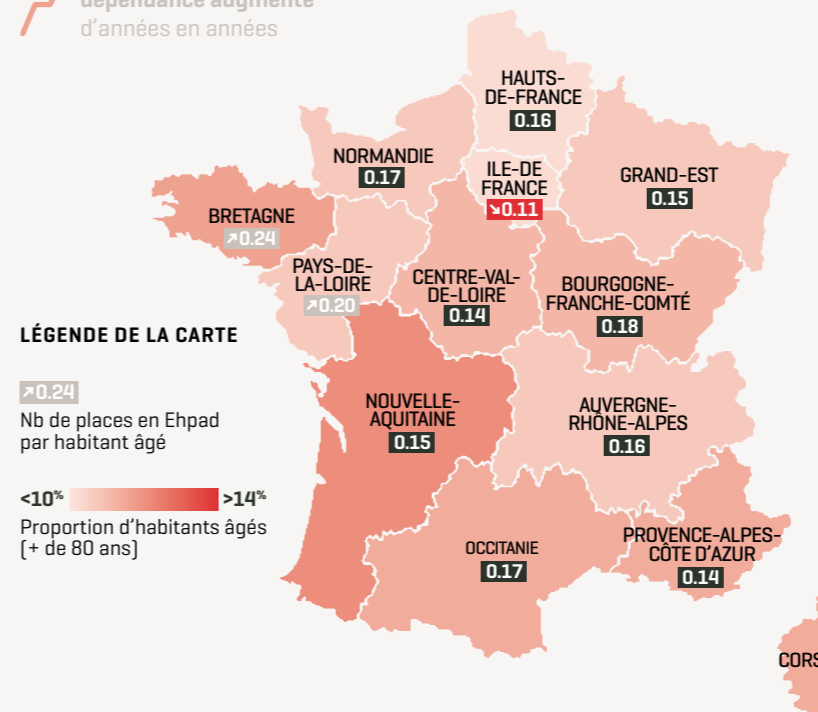 dépendance augmente
d'années en années
HAUTS-
DE-FRANCE
0.16
NORMANDIE
0.17
ILE-DE
FRANCE
↘0.11
GRAND-EST
0.15
BRETAGNE
↗0.24
PAYS-DE-
LA-LOIRE
↗0.20
CENTRE-VAL-
DE-LOIRE
0.14
BOURGOGNE-
FRANCHE-COMTÉ
0.18
LÉGENDE DE LA CARTE
↗0.24
Nb de places en Ehpad
par habitant âgé
<10% >14%
Proportion d'habitants âgés
(+ de 80 ans)
NOUVELLE-
AQUITAINE
0.15
AUVERGNE-
RHÔNE-ALPES
0.16
OCCITANIE
0.17
PROVENCE-ALPES-
CÔTE D'AZUR
0.14
CORS